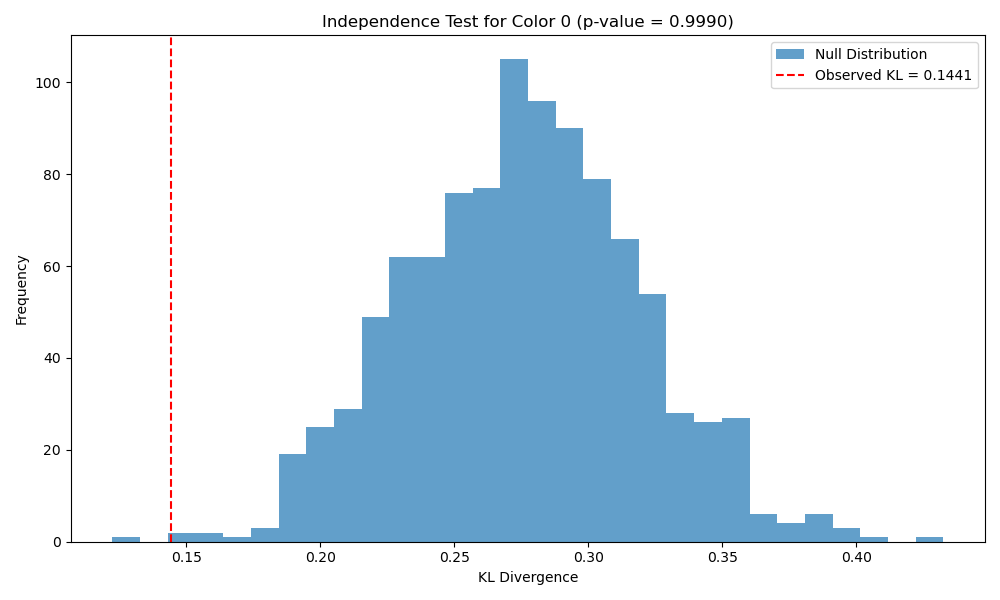 Independence Test for Color 0 (p-value = 0.9990)
Null Distribution
Observed KL = 0.1441
Frequency
100
80
60
40
20
0
0.15 0.20 0.25 0.30 0.35 0.40
KL Divergence